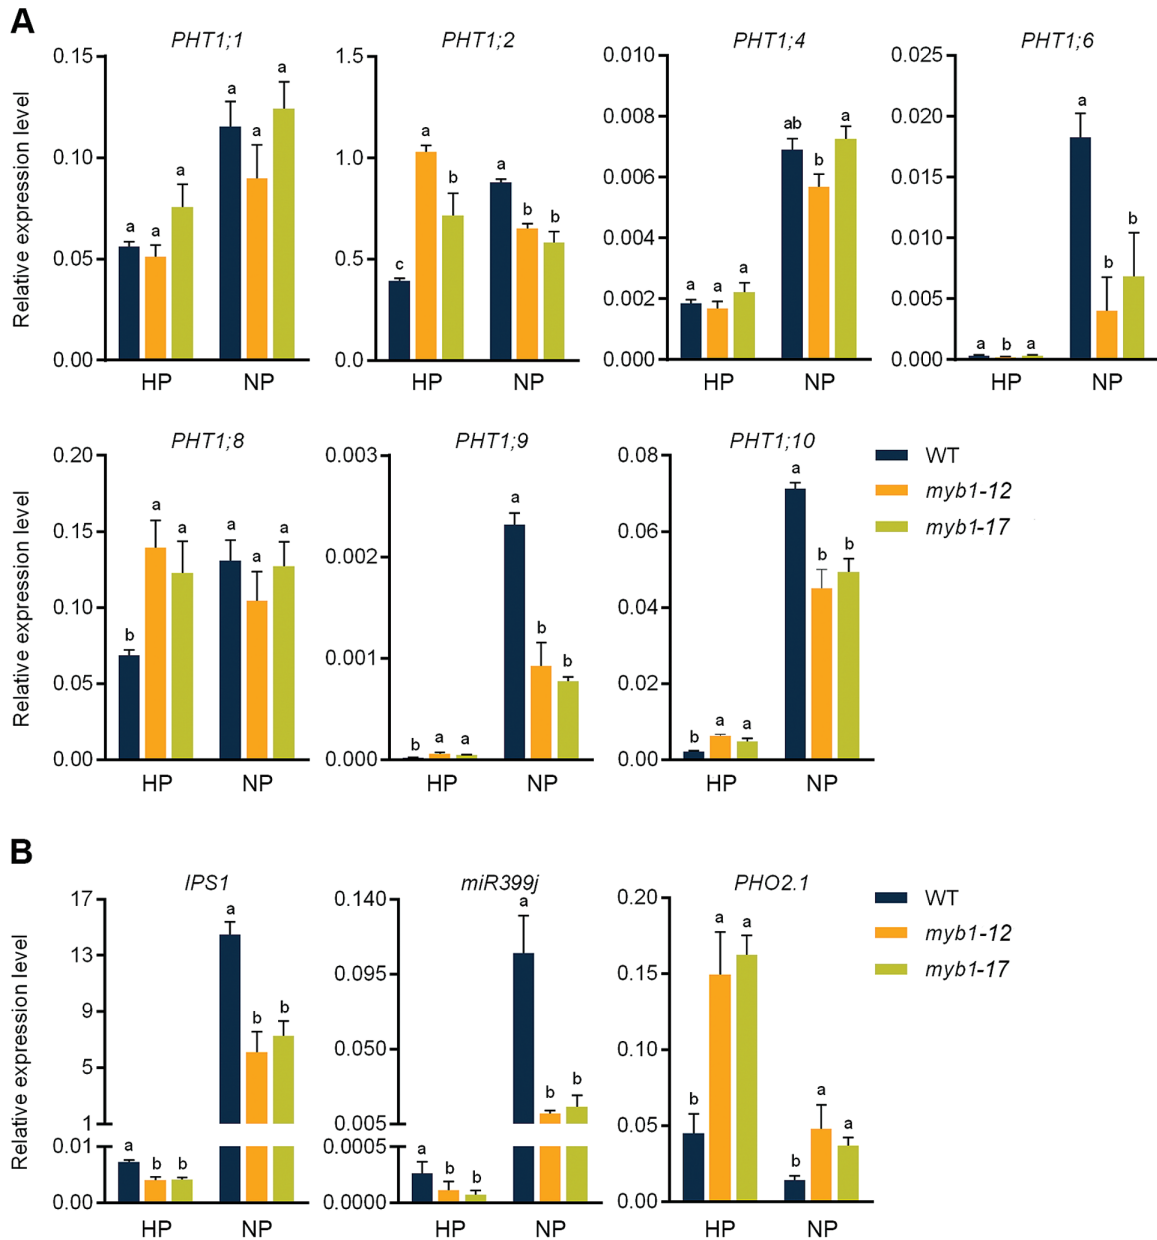 A
PHT1;1
PHT1;2
PHT1;4
PHT1;6
Relative expression level
0.15
0.10
0.05
0.00
a
a
a
a
a
a
HP
NP
1.5
1.0
0.5
0.0
c
a
b
a
b
b
HP
NP
0.010
0.008
0.006
0.004
0.002
0.000
a
a
a
ab
b
a
HP
NP
0.025
0.020
0.015
0.010
0.005
0.000
a
b
a
a
b
b
HP
NP
PHT1;8
PHT1;9
PHT1;10
Relative expression level
0.20
0.15
0.10
0.05
0.00
b
a
a
a
a
a
HP
NP
0.003
0.002
0.001
0.000
b
a
a
a
b
b
HP
NP
0.08
0.06
0.04
0.02
0.00
b
a
a
a
b
b
HP
NP
WT
myb1-12
myb1-17
B
IPS1
miR399j
PHO2.1
Relative expression level
17
13
9
5
1
0.01
0.00
a
b
b
a
b
b
HP
NP
0.140
0.095
0.050
0.005
0.0005
0.0000
a
b
b
a
b
b
HP
NP
0.20
0.15
0.10
0.05
0.00
b
a
a
b
a
a
HP
NP
WT
myb1-12
myb1-17